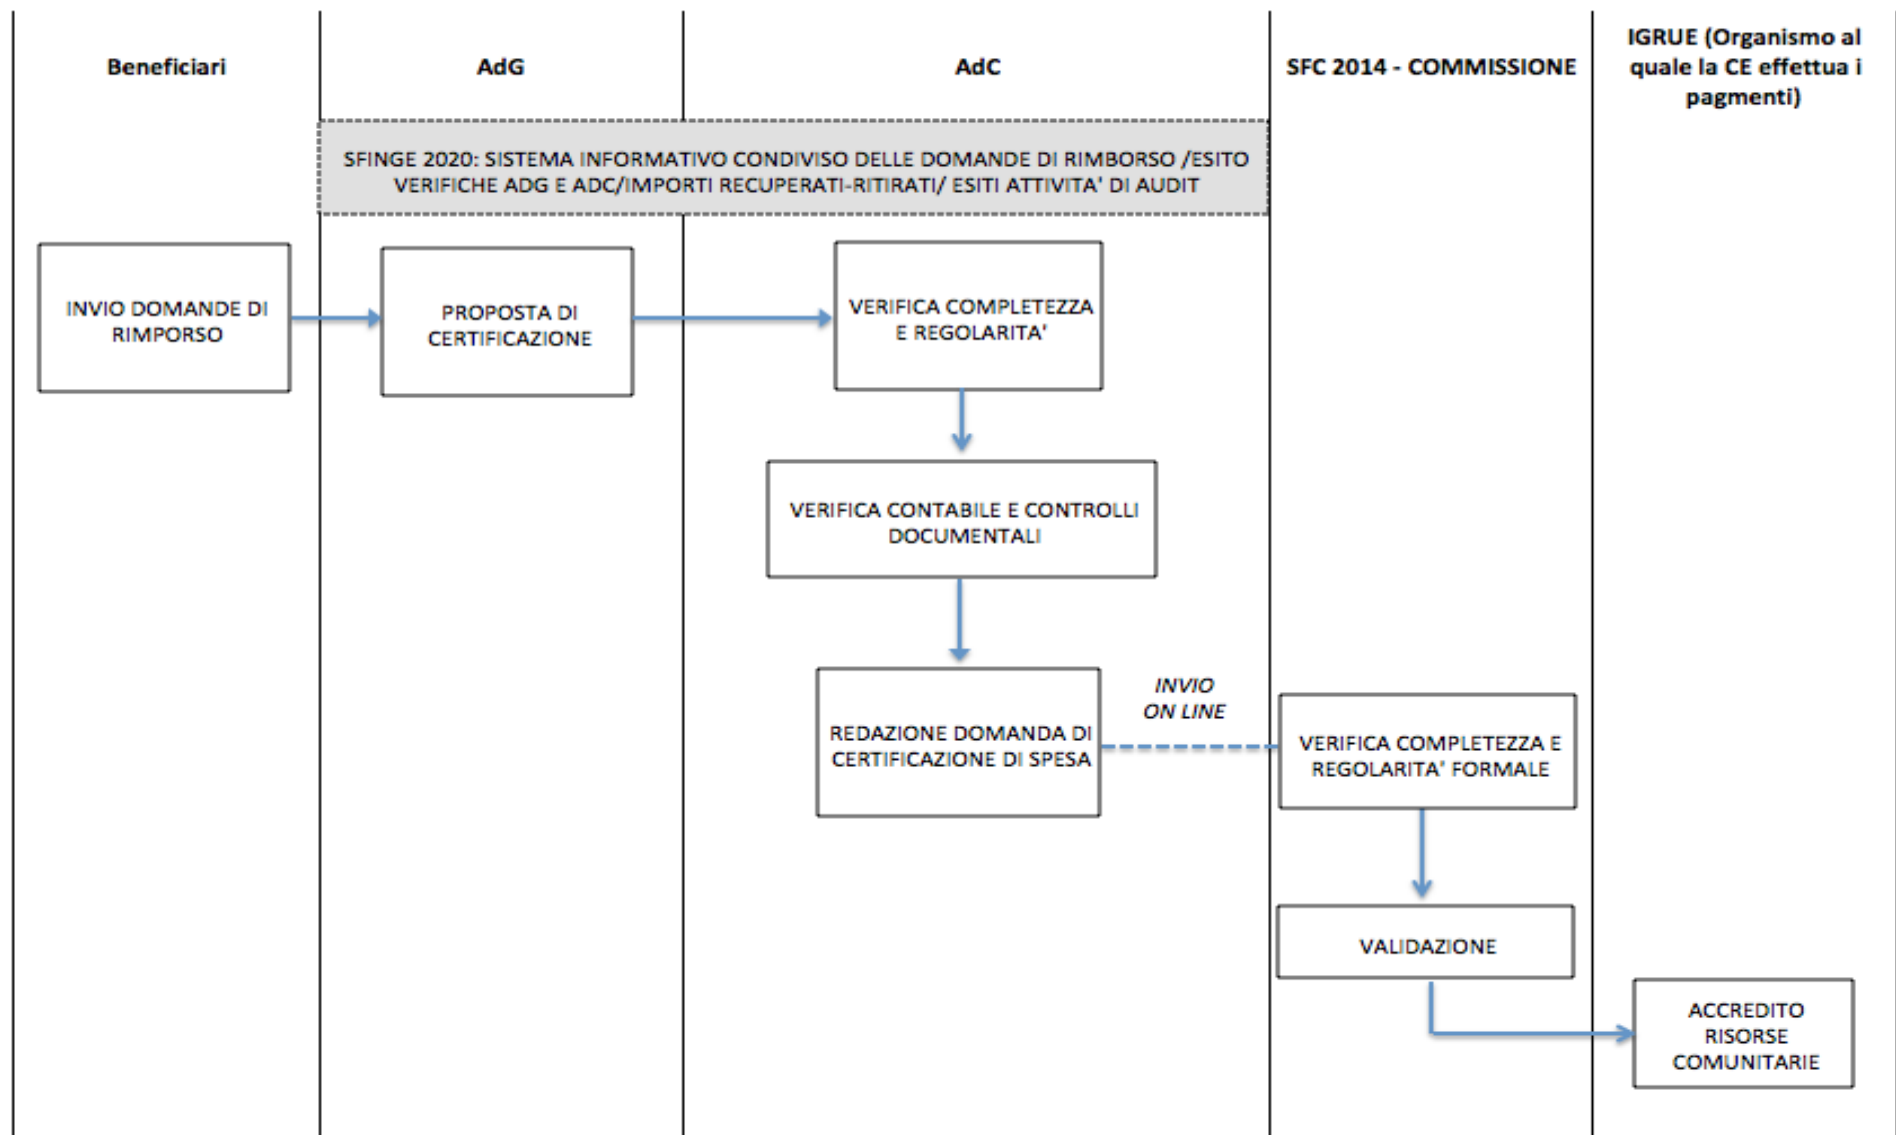 Beneficiari
AdG
AdC
SFC 2014 - COMMISSIONE
IGRUE (Organismo al
quale la CE effettua i
pagmenti)
SFINGE 2020: SISTEMA INFORMATIVO CONDIVISO DELLE DOMANDE DI RIMBORSO /ESITO
VERIFICHE ADG E ADC/IMPORTI RECUPERATI-RITIRATI/ ESITI ATTIVITA' DI AUDIT
INVIO DOMANDE DI
RIMPORSO
PROPOSTA DI
CERTIFICAZIONE
VERIFICA COMPLETEZZA
E REGOLARITA'
VERIFICA CONTABILE E CONTROLLI
DOCUMENTALI
REDAZIONE DOMANDA DI
CERTIFICAZIONE DI SPESA
INVIO
ON LINE
VERIFICA COMPLETEZZA E
REGOLARITA' FORMALE
VALIDAZIONE
ACCREDITO
RISORSE
COMUNITARIE